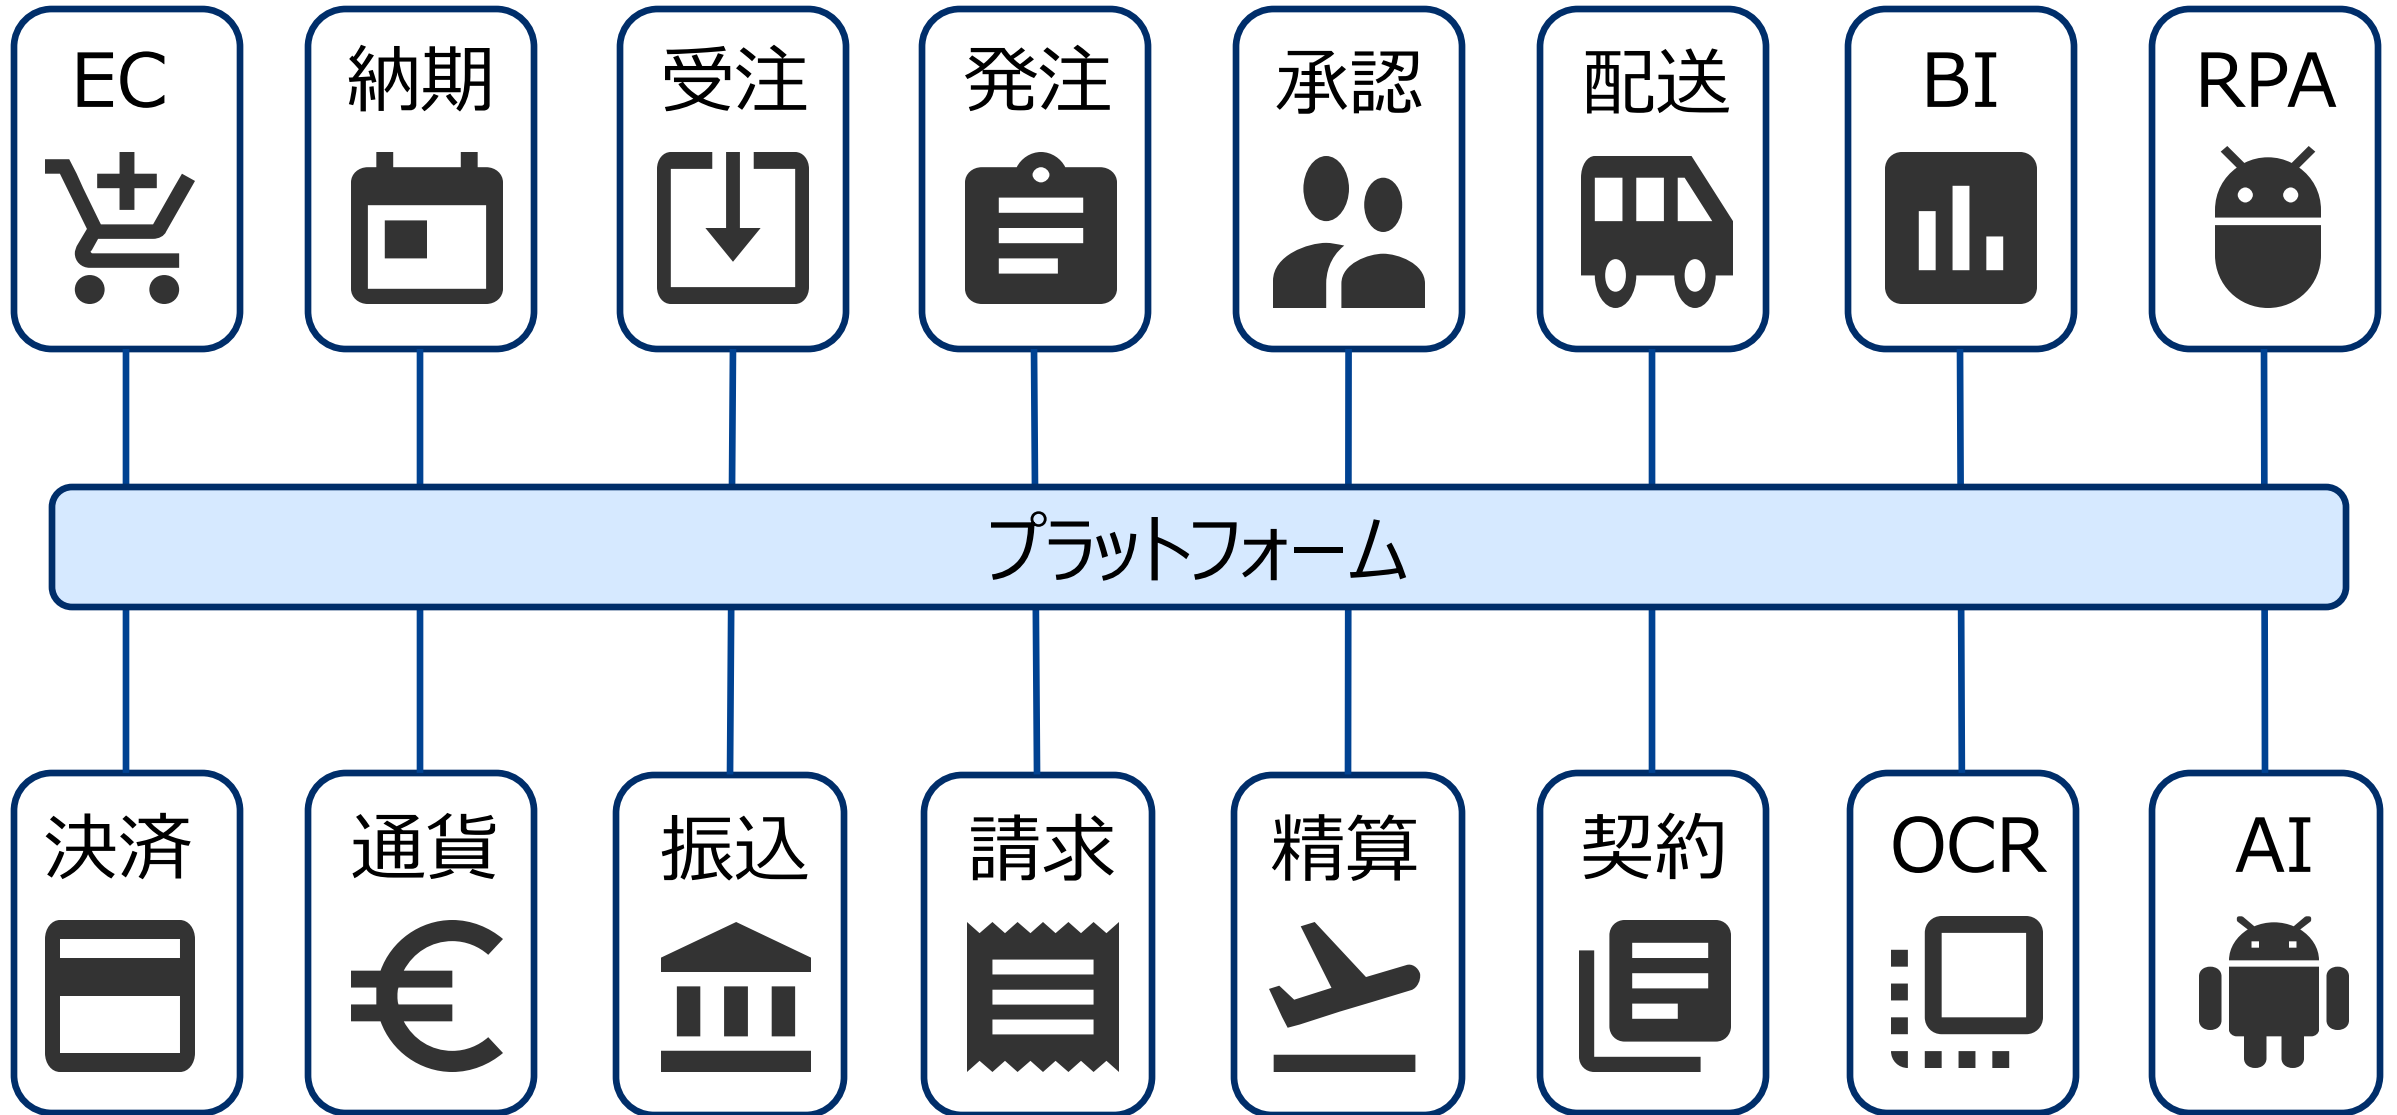 EC
納期
受注
発注
承認
配送
BI
RPA
プラットフォーム
決済
通貨
振込
請求
精算
契約
OCR
AI